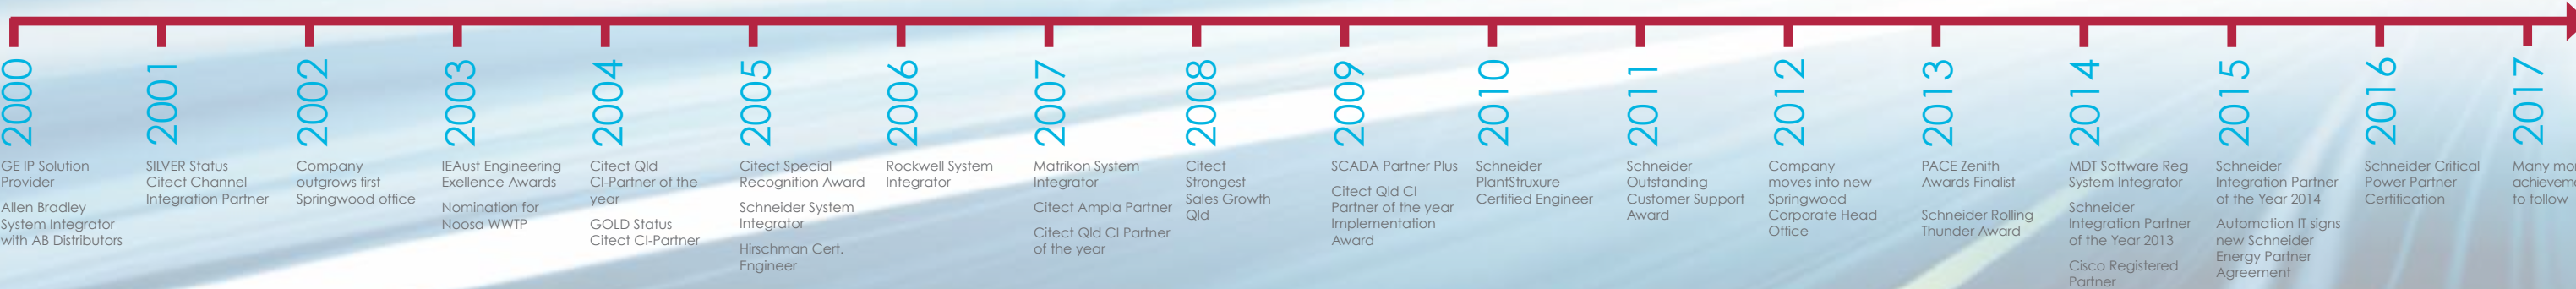 2000
GE IP Solution
Provider
Allen Bradley
System Integrator
with AB Distributors
2001
SILVER Status
Citect Channel
Integration Partner
2002
Company
outgrows first
Springwood office
2003
IEAust Engineering
Exellence Awards
Nomination for
Noosa WWTP
2004
Citect Qld
CI-Partner of the
year
GOLD Status
Citect CI-Partner
2005
Citect Special
Recognition Award
Schneider System
Integrator
Hirschman Cert.
Engineer
2006
Rockwell System
Integrator
2007
Matrikon System
Integrator
Citect Ampla Partner
Citect Qld CI Partner
of the year
2008
Citect
Strongest
Sales Growth
Qld
2009
SCADA Partner Plus
Citect Qld CI
Partner of the year
Implementation
Award
2010
Schneider
PlantStruxure
Certified Engineer
2011
Schneider
Outstanding
Customer Support
Award
2012
Company
moves into new
Springwood
Corporate Head
Office
2013
PACE Zenith
Awards Finalist
Schneider Rolling
Thunder Award
2014
MDT Software Reg
System Integrator
Schneider
Integration Partner
of the Year 2013
Cisco Registered
Partner
2015
Schneider
Integration Partner
of the Year 2014
Automation IT signs
new Schneider
Energy Partner
Agreement
2016
Schneider Critical
Power Partner
Certification
2017
Many
to follow